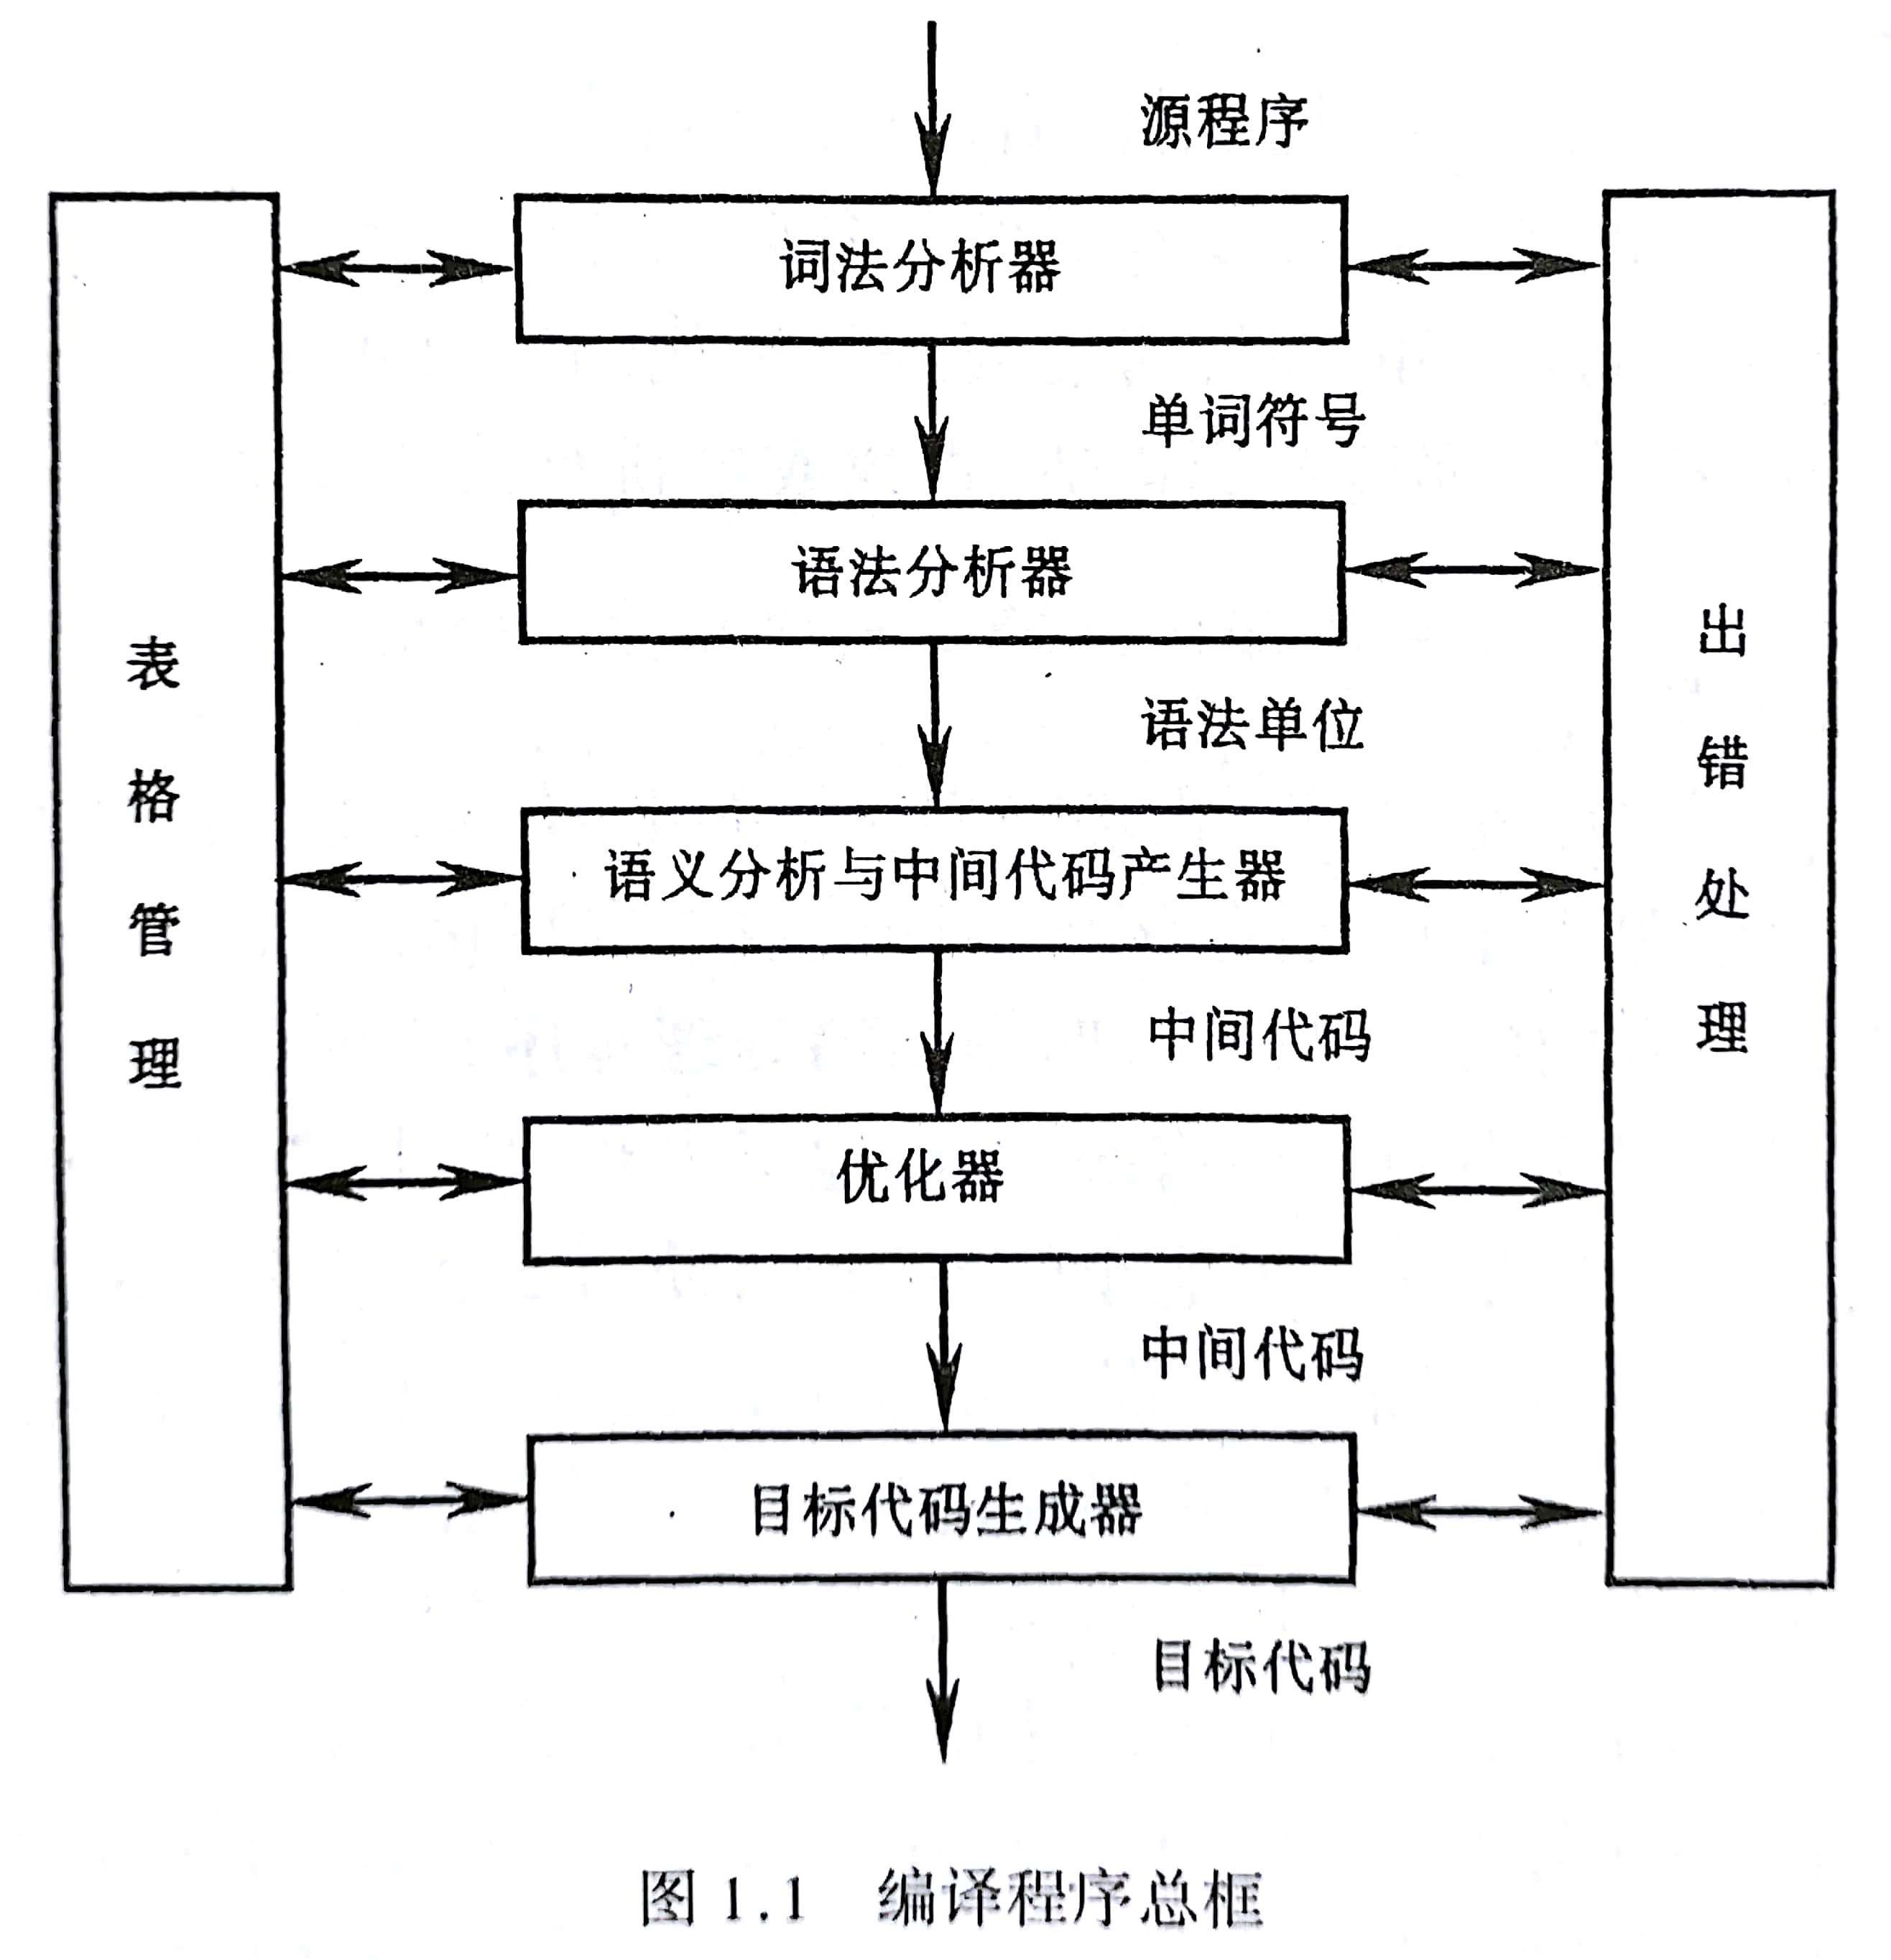 源程序
词法分析器
单词符号
语法分析器
语法单位
语义分析与中间代码产生器
中间代码
优化器
中间代码
目标代码生成器
目标代码
表格管理
出错处理
图1.1 编译程序总框